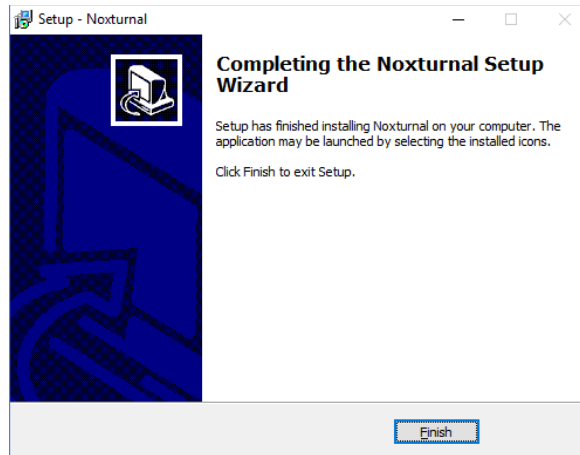 Setup - Noxturnal
Completing the Noxturnal Setup
Wizard
Setup has finished installing Noxturnal on your computer. The
application may be launched by selecting the installed icons.
Click Finish to exit Setup.
Finish